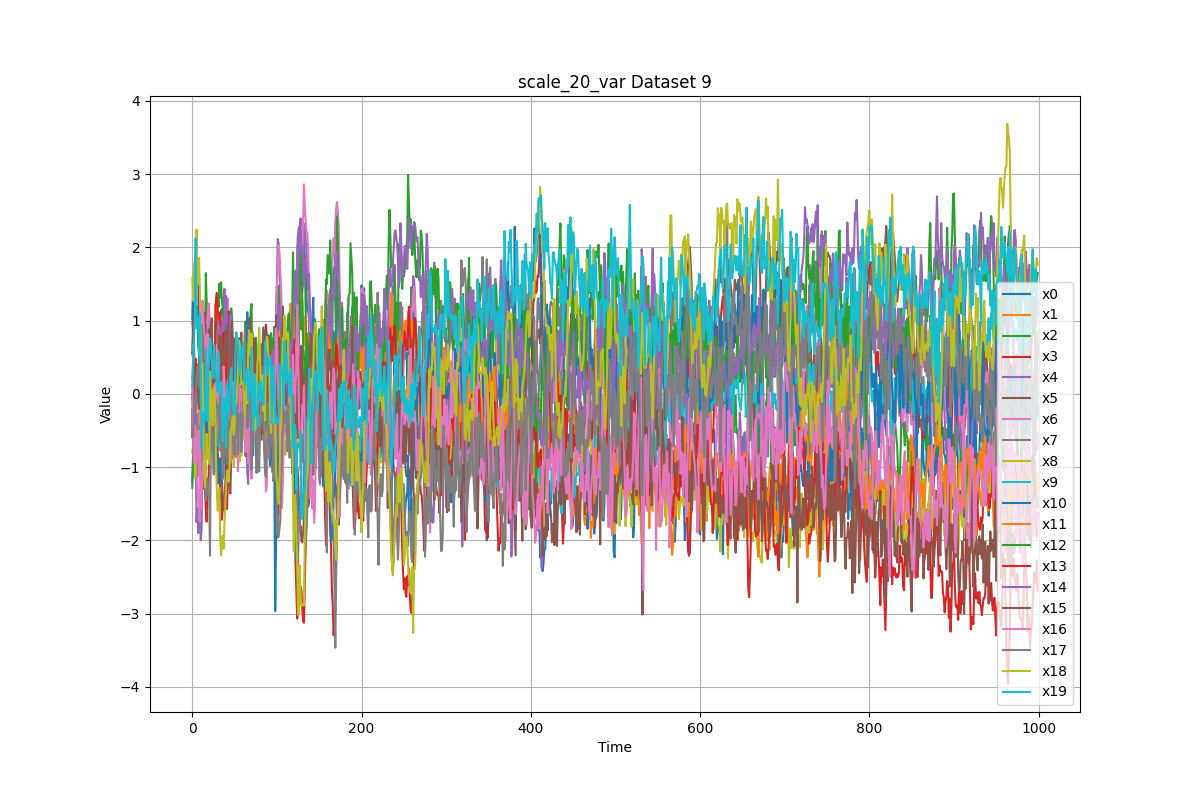 scale_20_var Dataset 9
Value
4
3
2
1
0
−1
−2
−3
−4
0
200
400
600
800
1000
Time
x0
x1
x2
x3
x4
x5
x6
x7
x8
x9
x10
x11
x12
x13
x14
x15
x16
x17
x18
x19